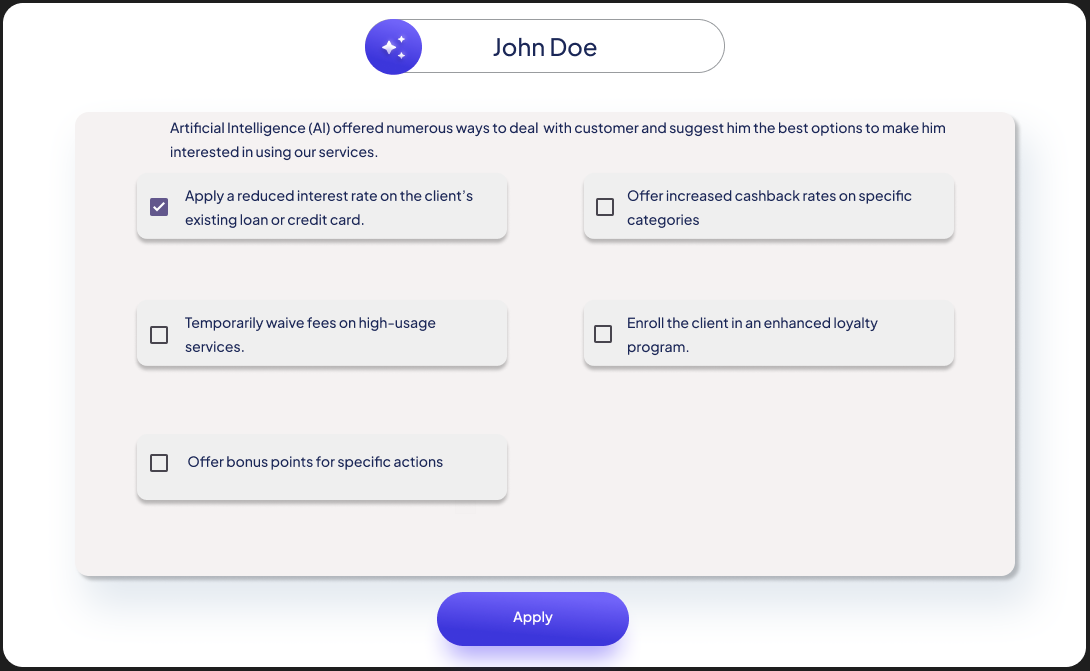 John Doe
Artificial Intelligence (AI) offered numerous ways to deal  with customer and suggest him the best options to make him
interested in using our services.
Apply a reduced interest rate on the client’s
existing loan or credit card.
Offer increased cashback rates on specific
categories
Temporarily waive fees on high-usage
services.
Enroll the client in an enhanced loyalty
program.
Offer bonus points for specific actions
Apply